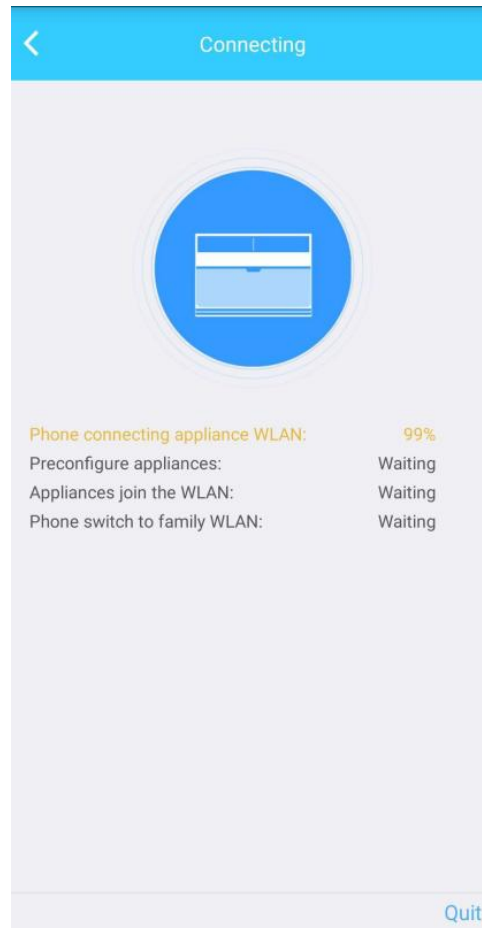 Connecting
Phone connecting appliance WLAN: 99%
Preconfigure appliances: Waiting
Appliances join the WLAN: Waiting
Phone switch to family WLAN: Waiting
Quit